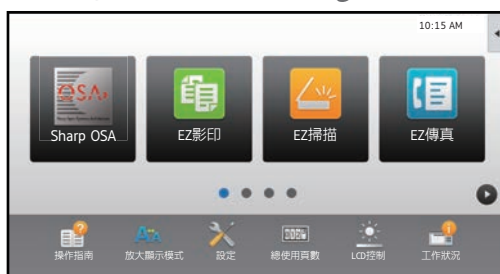 10:15 AM
OSA
Sharp OSA
EZ影印
EZ掃描
EZ傳真
操作指南
放大顯示模式
設定
總使用頁數
LCD控制
工作狀況